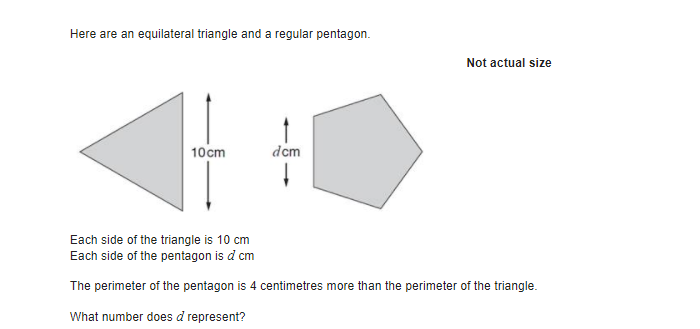 Here are an equilateral triangle and a regular pentagon.
Not actual size
10cm
dcm
Each side of the triangle is 10 cm
Each side of the pentagon is d cm
The perimeter of the pentagon is 4 centimetres more than the perimeter of the triangle.
What number does d represent?